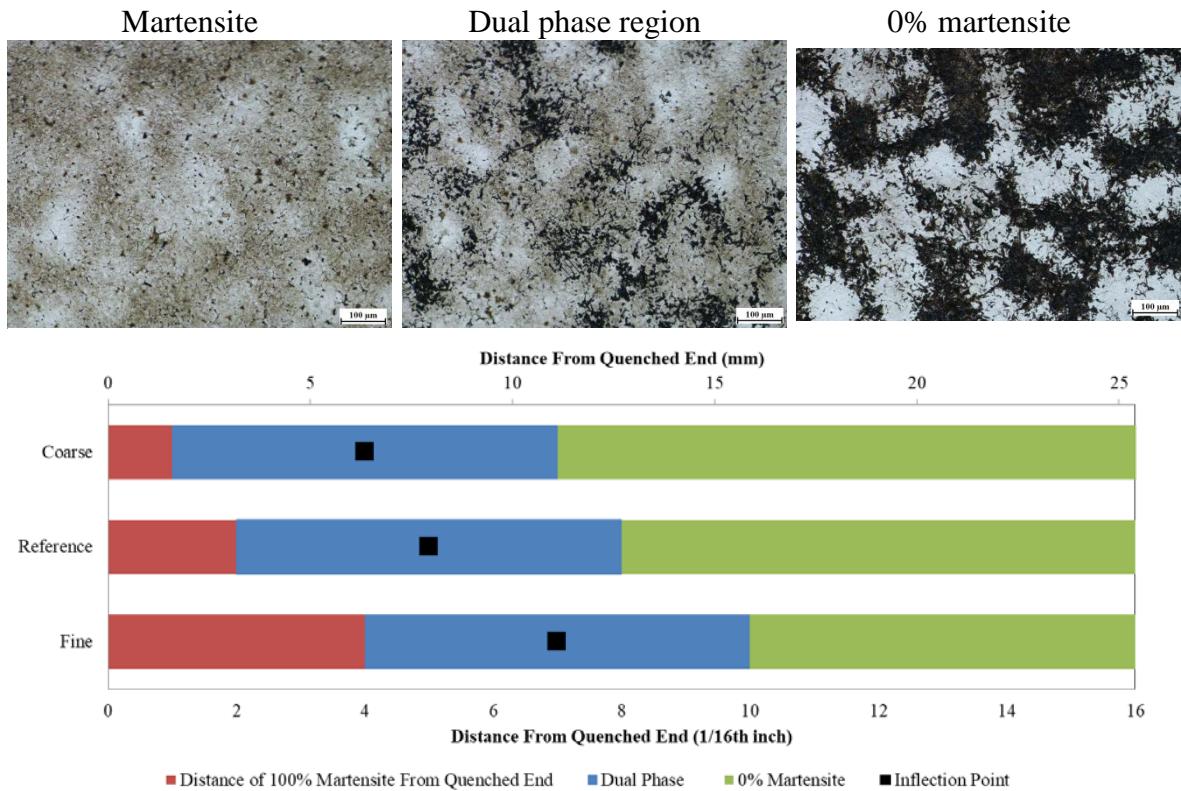 Martensite
Dual phase region
0% martensite
100 µm
100 µm
100 µm
Distance From Quenched End (mm)
0 5 10 15 20 25
Coarse
Reference
Fine
0 2 4 6 8 10 12 14 16
Distance From Quenched End (1/16th inch)
Distance of 100% Martensite From Quenched End
Dual Phase
0% Martensite
Inflection Point